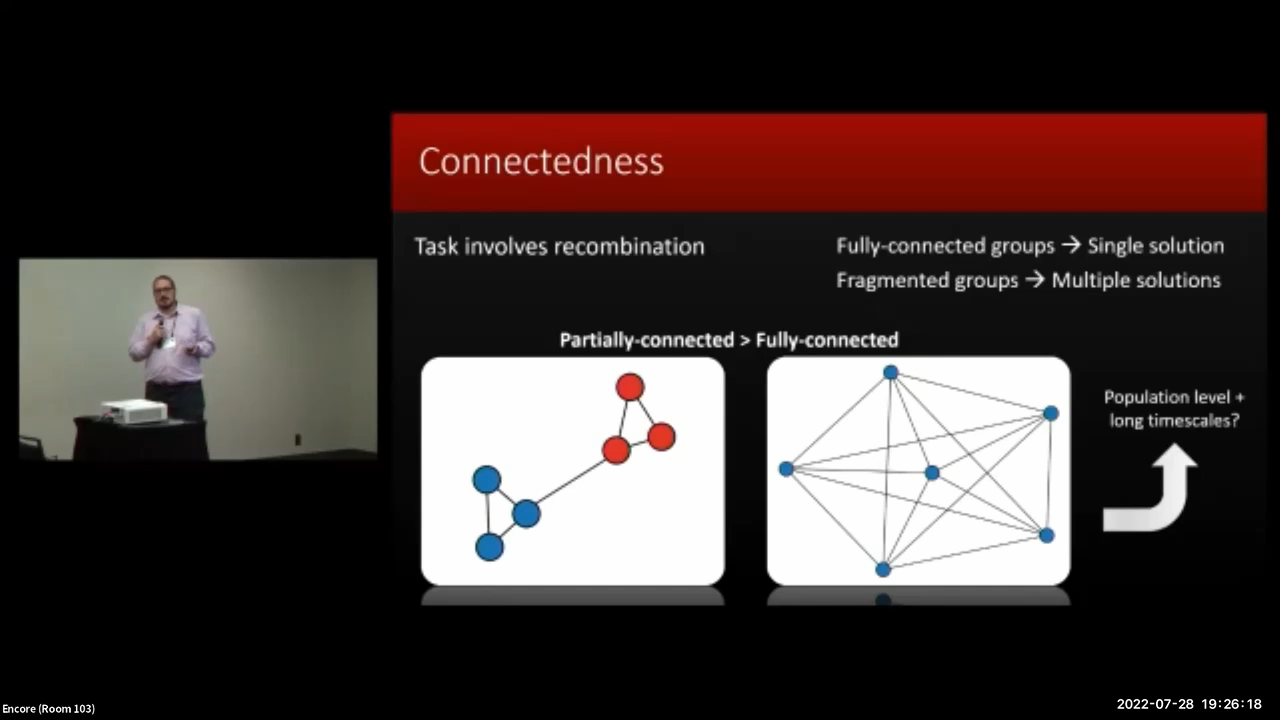 Connectedness
Task involves recombination
Fully-connected groups → Single solution
Fragmented groups → Multiple solutions
Partially-connected > Fully-connected
Population level +
long timescales?
Encore (Room 103)
2022-07-28 19:26:18